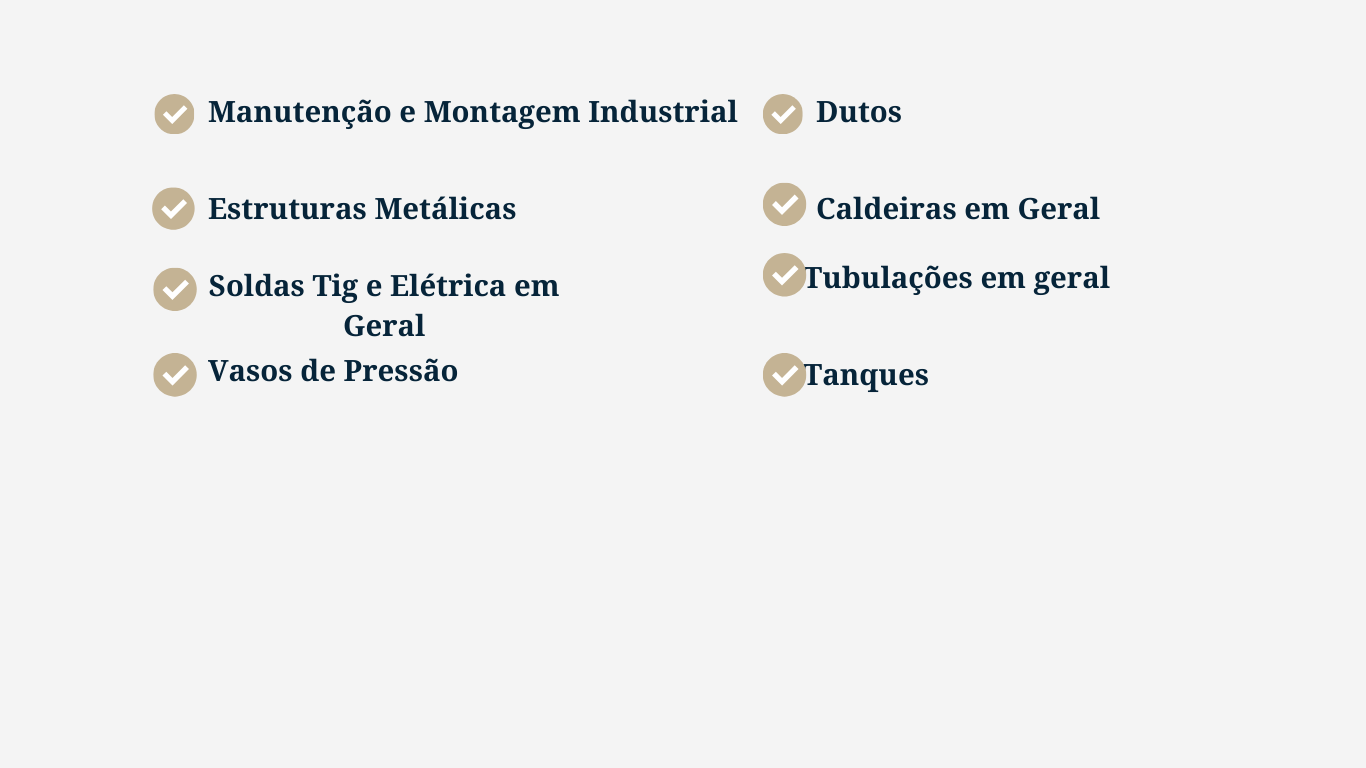 Manutenção e Montagem Industrial
Estruturas Metálicas
Soldas Tig e Elétrica em
Geral
Vasos de Pressão
Dutos
Caldeiras em Geral
Tubulações em geral
Tanques